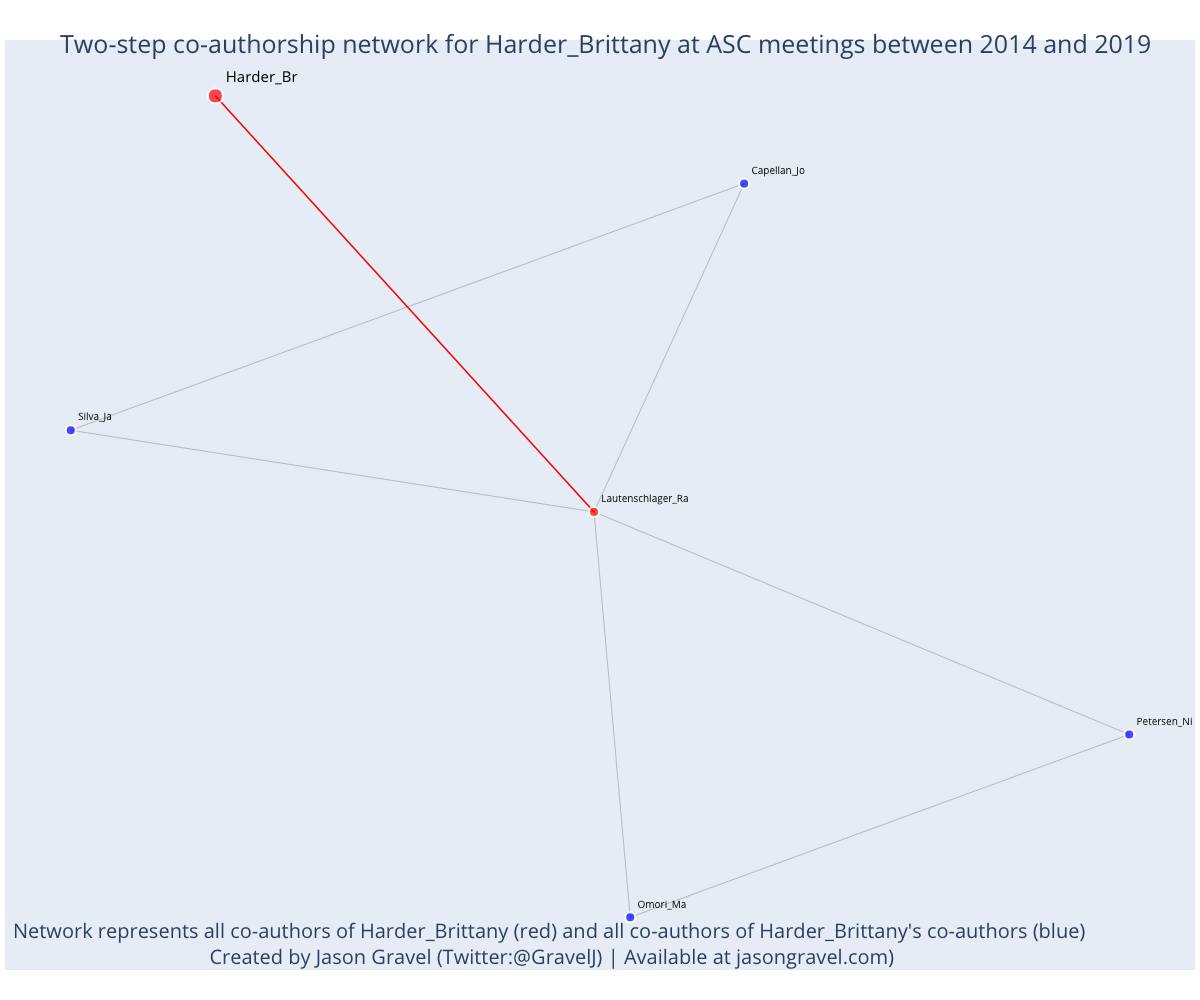 Two-step co-authorship network for Harder_Brittany at ASC meetings between 2014 and 2019
Harder_Br
Capellan_Jo
Silva_Ja
Lautenschlager_Ra
Petersen_Ni
Omori_Ma
Network represents all co-authors of Harder_Brittany (red) and all co-authors of Harder_Brittany's co-authors (blue)
Created by Jason Gravel (Twitter:@GravelJ) | Available at jasongravel.com)